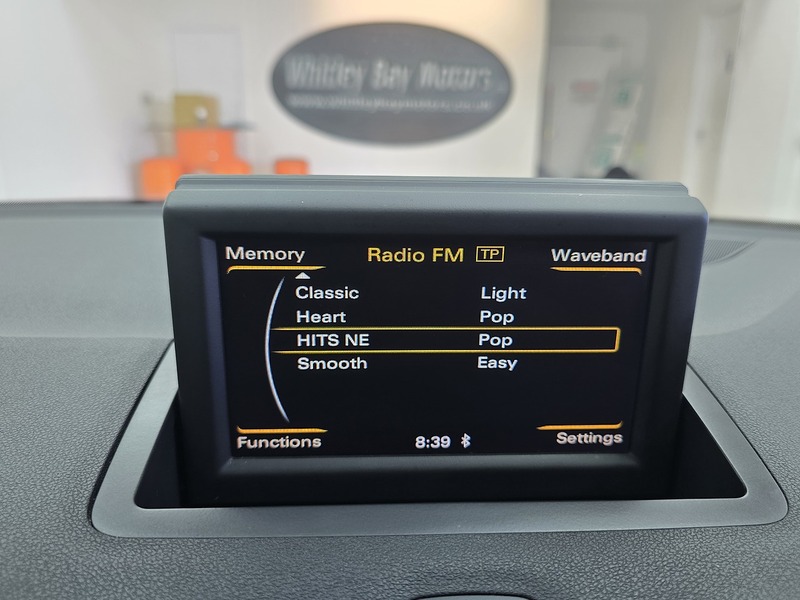 Whitley Bay Motors
Memory
Radio FM TP
Waveband
Classic Light
Heart Pop
HITS NE Pop
Smooth Easy
Functions
8:39
Settings